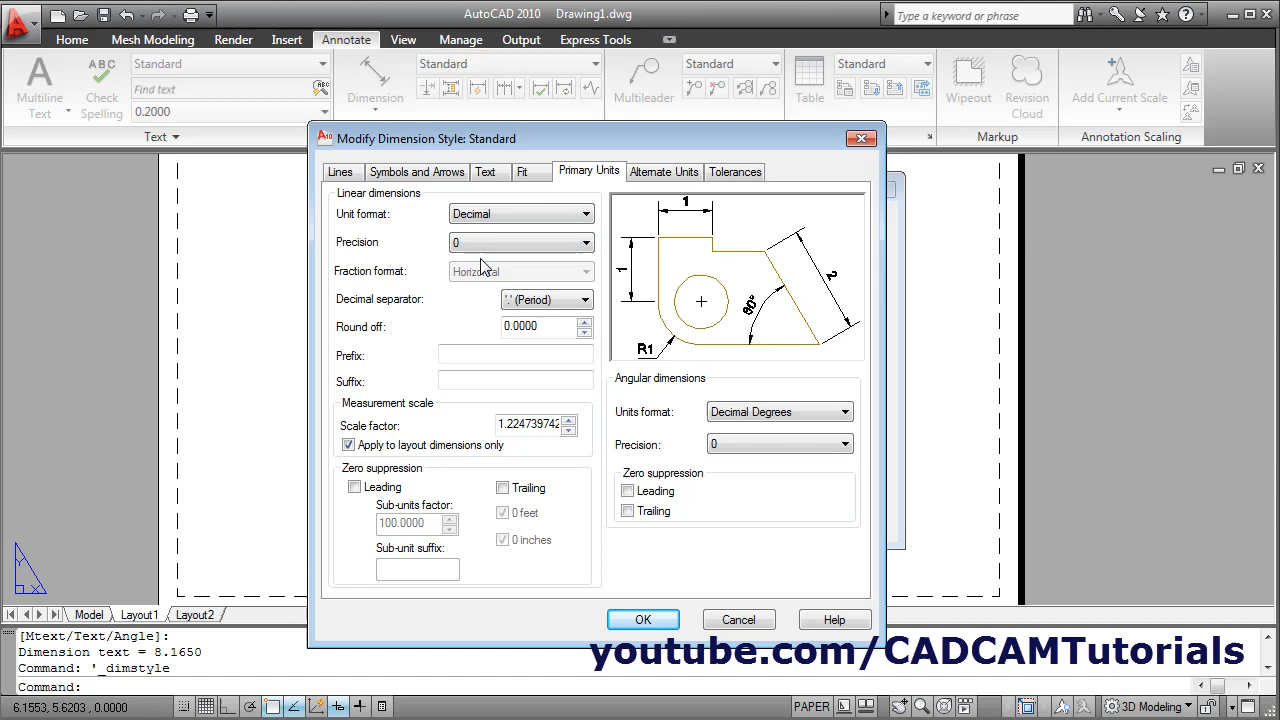 AutoCAD 2010 Drawing1.dwg
Type a keyword or phrase
Home Mesh Modeling Render Insert Annotate View Manage Output Express Tools
Standard Standard Standard Standard
Find text
0.2000
Multiline
Text
Check
Spelling
Dimension
Multileader
Table
Wipeout
Revision
Cloud
Add Current Scale
Text Markup Annotation Scaling
Modify Dimension Style: Standard
Lines Symbols and Arrows Text Fit Primary Units Alternate Units Tolerances
Linear dimensions
Unit format: Decimal
Precision 0
Fraction format: Horizontal
Decimal separator: '.' (Period)
Round off: 0.0000
Prefix:
Suffix:
Measurement scale
Scale factor: 1.224739742
Apply to layout dimensions only
Zero suppression
Leading
Trailing
Sub-units factor:
100.0000
0 feet
Sub-unit suffix:
0 inches
1
1
2
R1
Angular dimensions
Units format: Decimal Degrees
Precision: 0
Zero suppression
Leading
Trailing
OK Cancel Help
X
Model Layout1 Layout2
[Mtext/Text/Angle]:
Dimension text = 8.1650
Command: '_dimstyle
Command:
youtube.com/CADCAMTutorials
6.1553, 5.6203, 0.0000
PAPER
3D Modeling